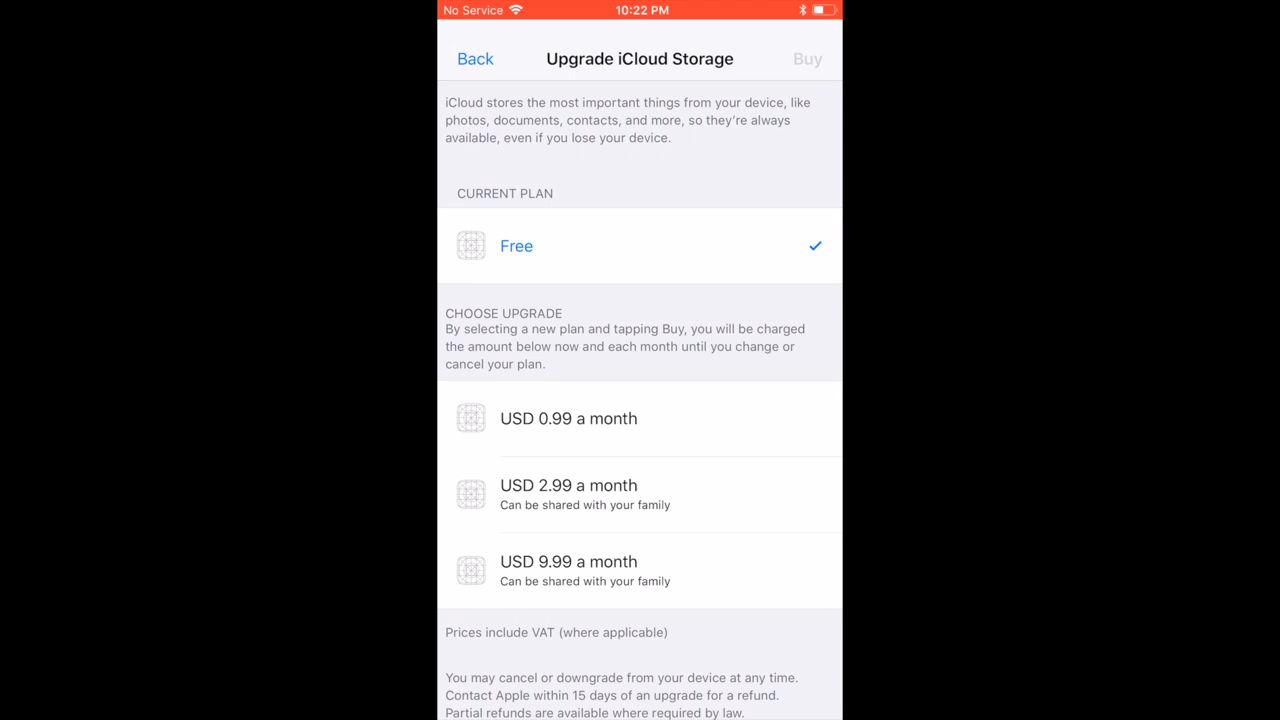 No Service 10:22 PM
Back Upgrade iCloud Storage Buy
iCloud stores the most important things from your device, like
photos, documents, contacts, and more, so they’re always
available, even if you lose your device.
CURRENT PLAN
Free
CHOOSE UPGRADE
By selecting a new plan and tapping Buy, you will be charged
the amount below now and each month until you change or
cancel your plan.
USD 0.99 a month
USD 2.99 a month
Can be shared with your family
USD 9.99 a month
Can be shared with your family
Prices include VAT (where applicable)
You may cancel or downgrade from your device at any time.
Contact Apple within 15 days of an upgrade for a refund.
Partial refunds are available where required by law.